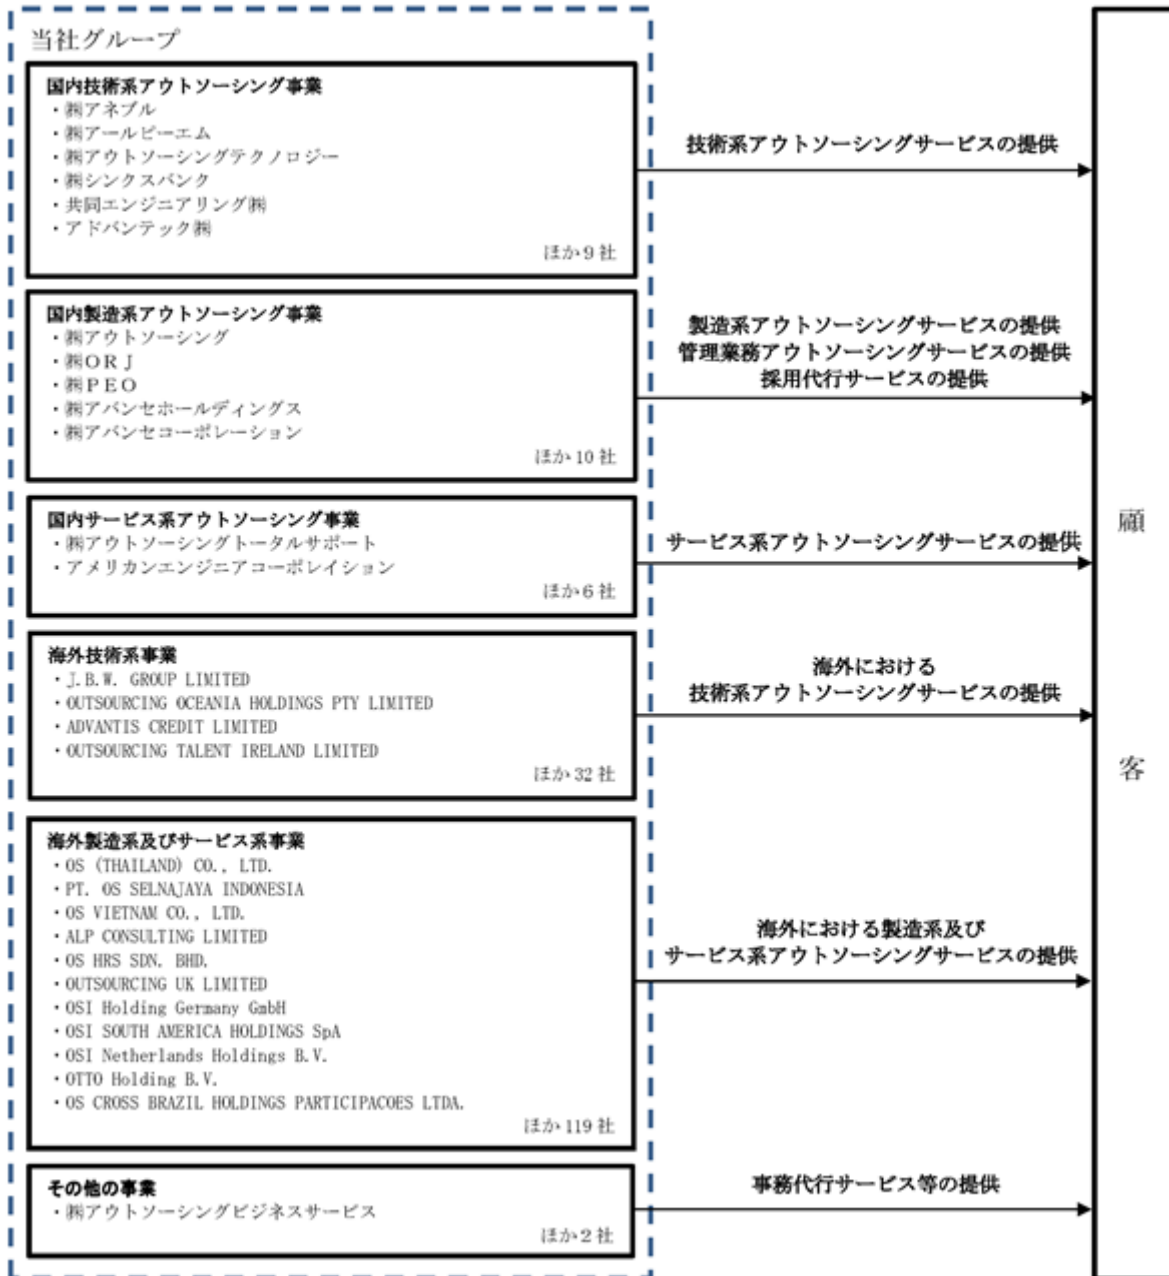 当社グループ
国内技術系アウトソーシング事業
・㈱アネブル
・㈱アールピーエム
・㈱アウトソーシングテクノロジー
・㈱シンクスバンク
・共同エンジニアリング㈱
・アドバンテック㈱
ほか9社
技術系アウトソーシングサービスの提供
国内製造系アウトソーシング事業
・㈱アウトソーシング
・㈱ORJ
・㈱PEO
・㈱アバンセホールディングス
・㈱アバンセコーポレーション
ほか10社
製造系アウトソーシングサービスの提供
管理業務アウトソーシングサービスの提供
採用代行サービスの提供
国内サービス系アウトソーシング事業
・㈱アウトソーシングトータルサポート
・アメリカンエンジニアコーポレイション
ほか6社
サービス系アウトソーシングサービスの提供
海外技術系事業
・J.B.W. GROUP LIMITED
・OUTSOURCING OCEANIA HOLDINGS PTY LIMITED
・ADVANTIS CREDIT LIMITED
・OUTSOURCING TALENT IRELAND LIMITED
ほか32社
海外における
技術系アウトソーシングサービスの提供
海外製造系及びサービス系事業
・OS (THAILAND) CO., LTD.
・PT. OS SELNAJAYA INDONESIA
・OS VIETNAM CO., LTD.
・ALP CONSULTING LIMITED
・OS HRS SDN. BHD.
・OUTSOURCING UK LIMITED
・OSI Holding Germany GmbH
・OSI SOUTH AMERICA HOLDINGS SpA
・OSI Netherlands Holdings B.V.
・OTTO Holding B.V.
・OS CROSS BRAZIL HOLDINGS PARTICIPACOES LTDA.
ほか119社
海外における製造系及び
サービス系アウトソーシングサービスの提供
その他の事業
・㈱アウトソーシングビジネスサービス
ほか2社
事務代行サービス等の提供
顧
客